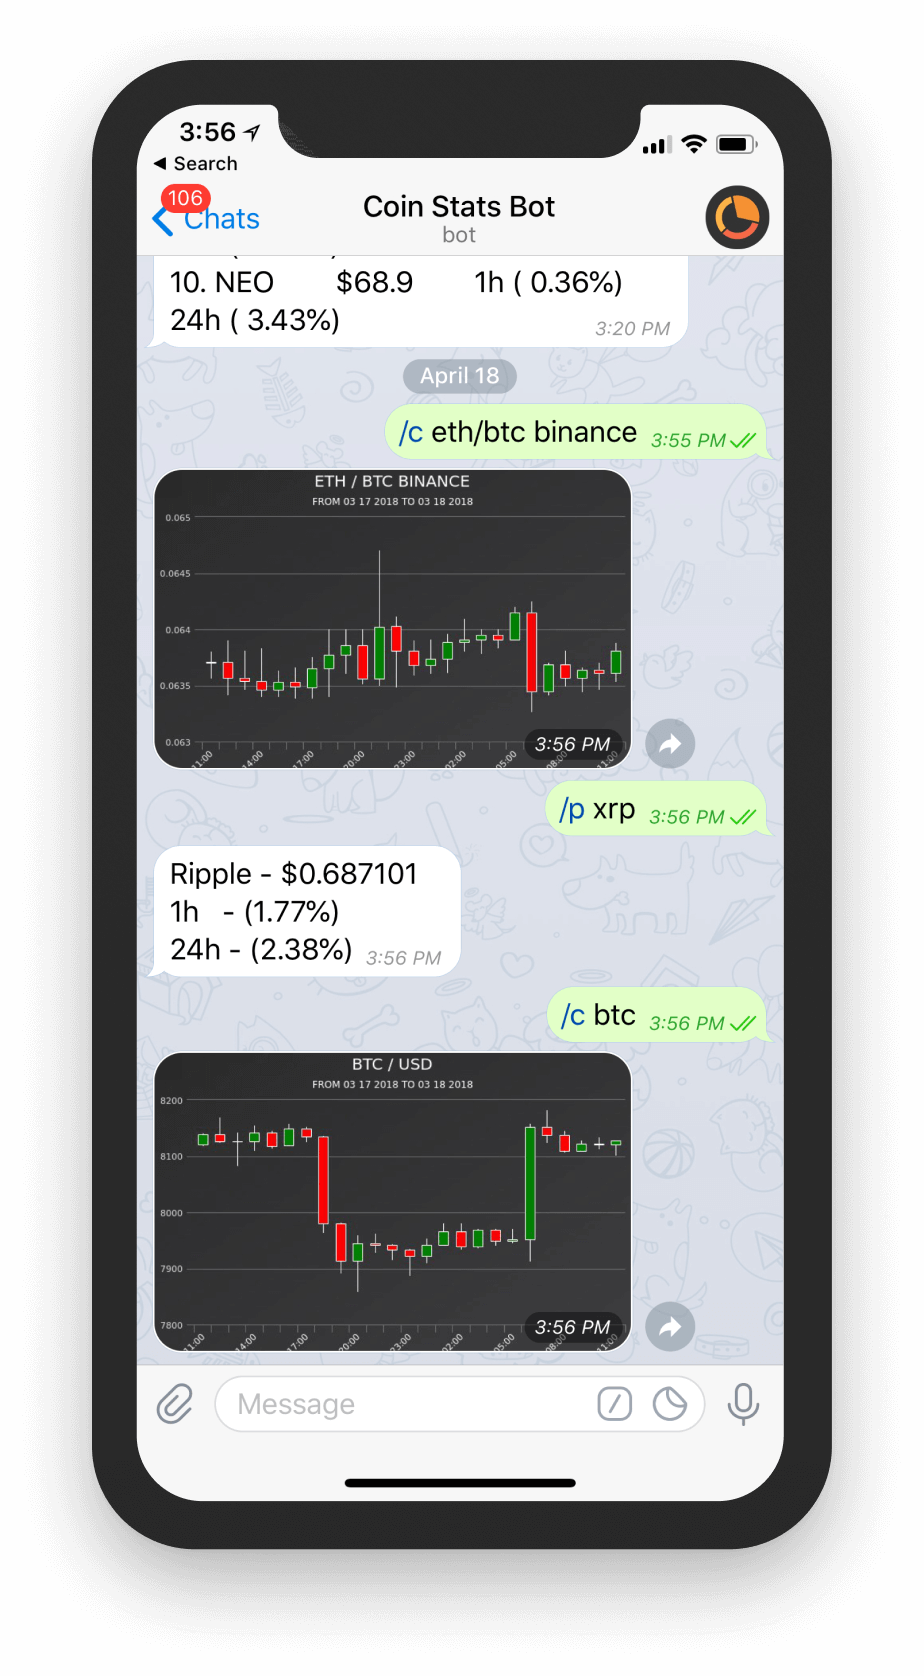 3:56
Search
106
Chats
Coin Stats Bot
bot
10. NEO $68.9 1h ( 0.36%)
24h ( 3.43%)
3:20 PM
April 18
/c eth/btc binance 3:55 PM
ETH / BTC BINANCE
FROM 03 17 2018 TO 03 18 2018
0.065
0.0645
0.064
0.0635
0.063
11:00 14:00 17:00 20:00 23:00 02:00 05:00 08:00 11:00
3:56 PM
/p xrp 3:56 PM
Ripple - $0.687101
1h - (1.77%)
24h - (2.38%) 3:56 PM
/c btc 3:56 PM
BTC / USD
FROM 03 17 2018 TO 03 18 2018
8200
8100
8000
7900
7800
11:00 14:00 17:00 20:00 23:00 02:00 05:00 08:00 11:00
3:56 PM
Message